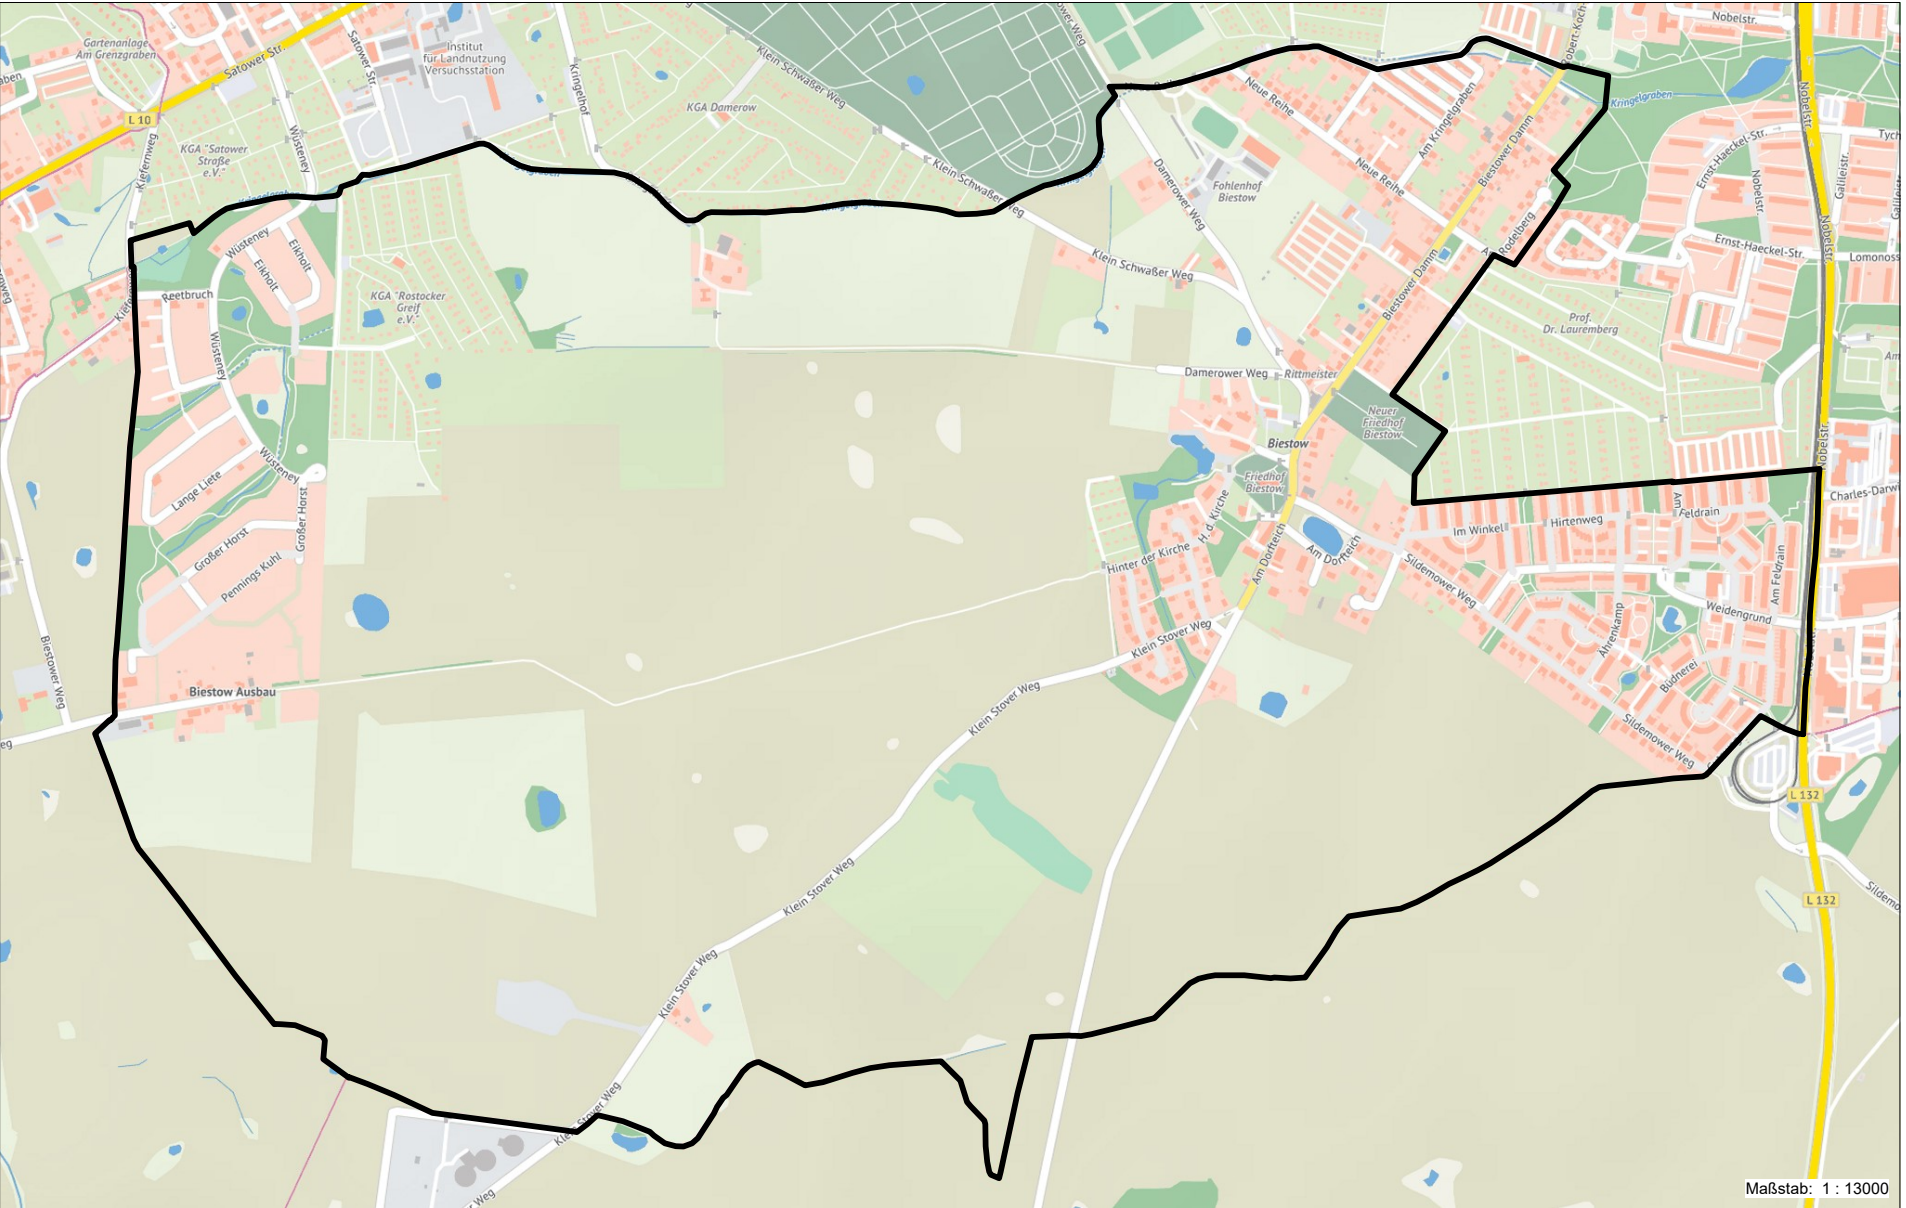 Gartenanlage
Am Grenzgraben
Satower Str.
Satower Str.
Institut
für Landnutzung
Versuchsstation
Kringelhof
Klein Schwaßer Weg
KGA Damerow
Nobelstr.
L 10
Kiefernweg
KGA "Satower
Straße
e.V."
Wüsteney
Klein Schwaßer Weg
Damerower Weg
Fohlenhof
Biestow
Neue Reihe
Neue Reihe
Am Kringelgraben
Biestower Damm
Kringelgraben
Nobelstr.
Ernst-Haeckel-Str.
Nobelstr.
Galileistr.
Ernst-Haeckel-Str.
Nobelstr.
Wüsteney
Eikholt
Eikholt
Reetbruch
KGA "Rostocker
Greif
e.V."
Klein Schwaßer Weg
Biestower Damm
Prof.
Dr. Lauremberg
Wüsteney
Damerower Weg
Rittmeister
Neuer
Friedhof
Biestow
Biestow
Nobelstr.
Wüsteney
Lange Liete
Friedhof
Biestow
Großer Horst
Großer Horst
Pennings Kuhl
H. d. Kirche
Hinter der Kirche
Am Dorfteich
Am Dorfteich
Im Winkel
Hirtenweg
Am
Feldrain
Am Feldrain
Sildemower Weg
Weidengrund
Ährenkamp
Büdnerei
Biestower Weg
Biestow Ausbau
Klein Stover Weg
Klein Stover Weg
Sildemower Weg
L 132
Klein Stover Weg
L 132
Klein Stover Weg
Klein Stover Weg
Maßstab: 1 : 13000